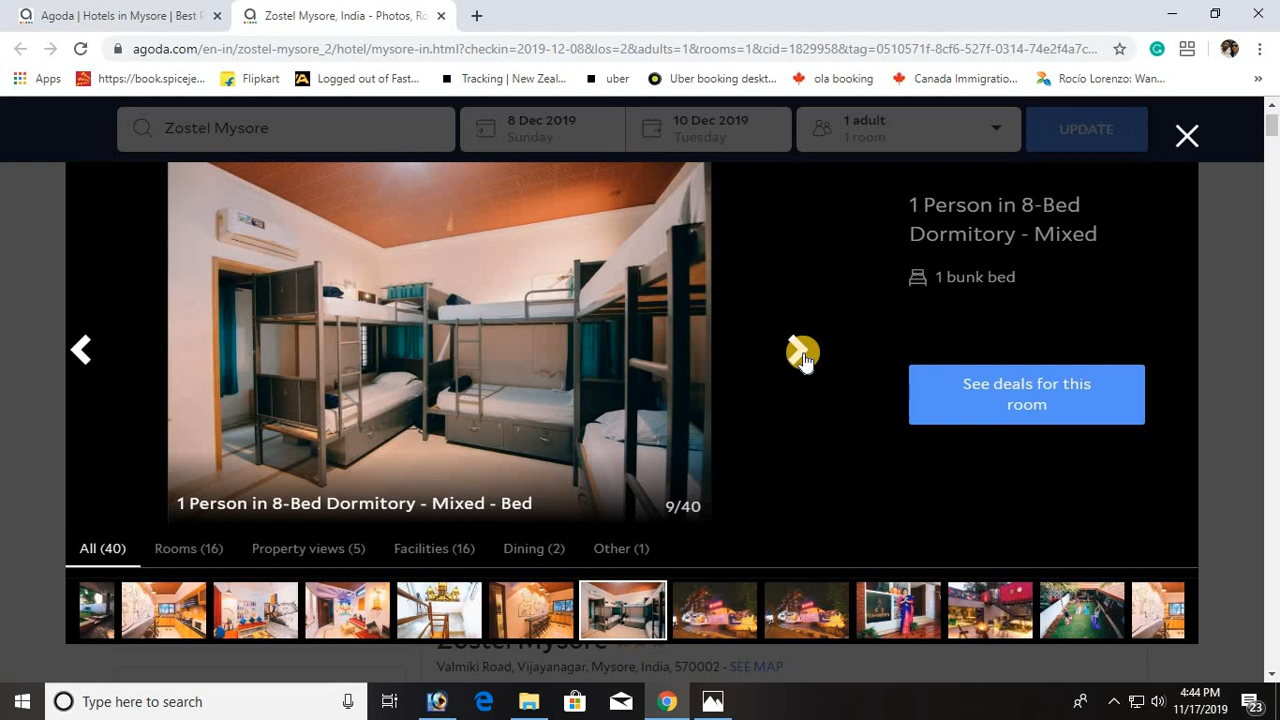 Agoda | Hotels in Mysore | Best
Zostel Mysore, India - Photos, Ro
agoda.com/en-in/zostel-mysore_2/hotel/mysore-in.html?checkin=2019-12-08&los=2&adults=1&rooms=1&cid=1829958&tag=0510571f-8cf6-527f-0314-74e2f4a7c...
Apps https://book.spiceje... Flipkart Logged out of Fast... Tracking | New Zeal... uber Uber booking deskt... ola booking Canada Immigratio... Rocío Lorenzo: Wan... »
Zostel Mysore
8 Dec 2019
Sunday
10 Dec 2019
Tuesday
1 adult
1 room
UPDATE
1 Person in 8-Bed
Dormitory - Mixed
1 bunk bed
See deals for this
room
1 Person in 8-Bed Dormitory - Mixed - Bed
9/40
All (40) Rooms (16) Property views (5) Facilities (16) Dining (2) Other (1)
Zostel Mysore
Valmiki Road, Vijayanagar, Mysore, India, 570002 - SEE MAP
Type here to search
4:44 PM
11/17/2019
23